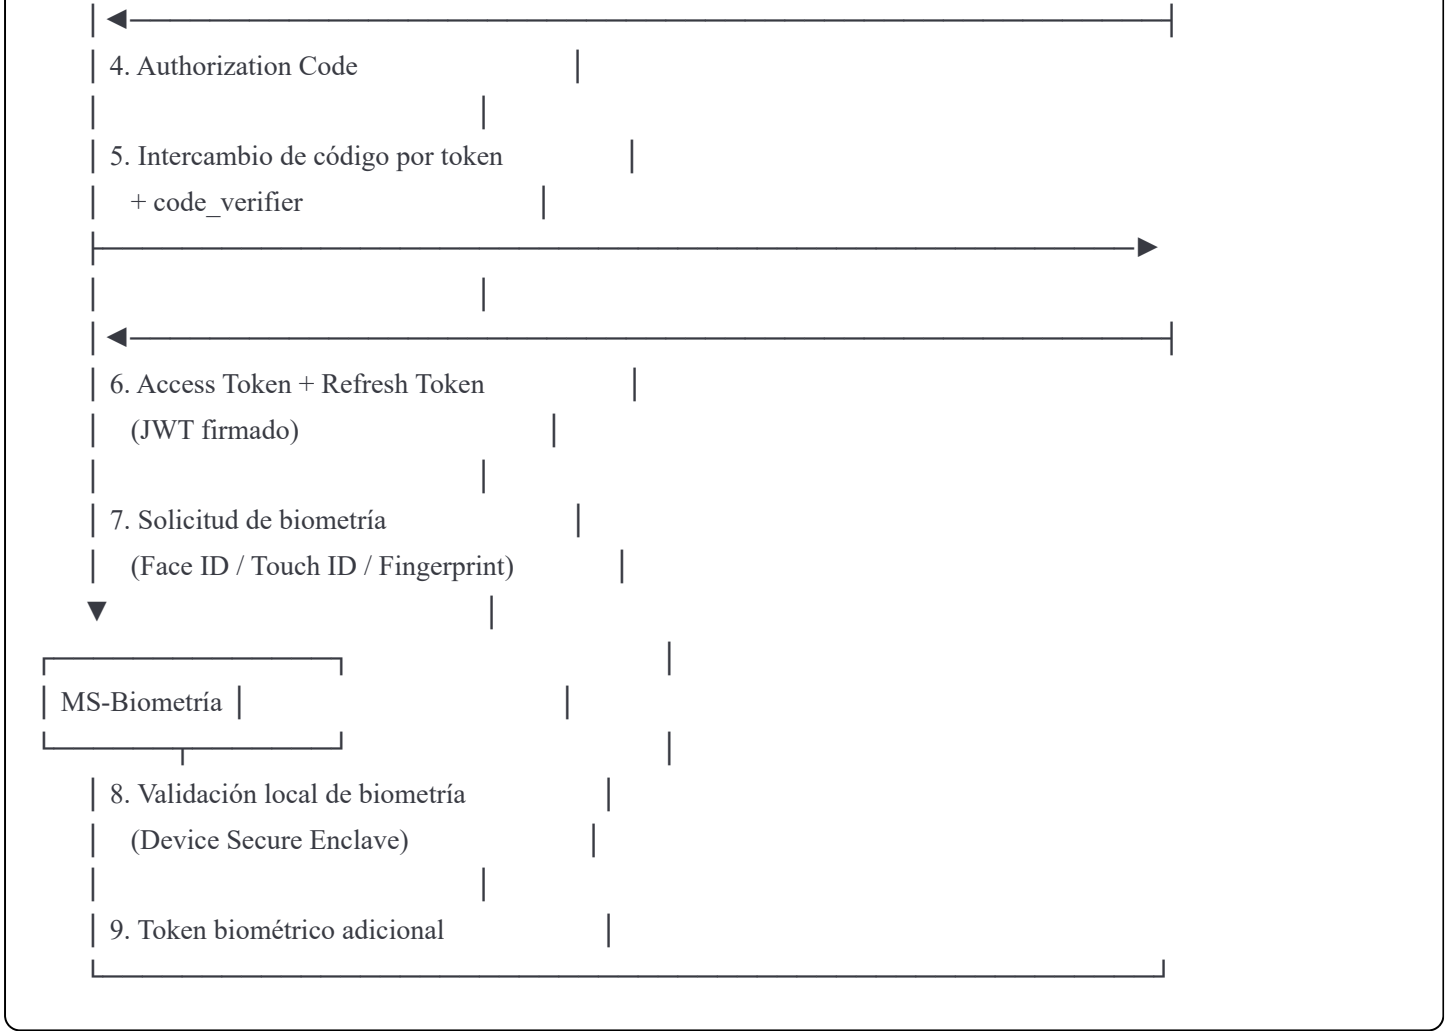 4. Authorization Code
5. Intercambio de código por token
+ code_verifier
6. Access Token + Refresh Token
(JWT firmado)
7. Solicitud de biometría
(Face ID / Touch ID / Fingerprint)
MS-Biometría
8. Validación local de biometría
(Device Secure Enclave)
9. Token biométrico adicional